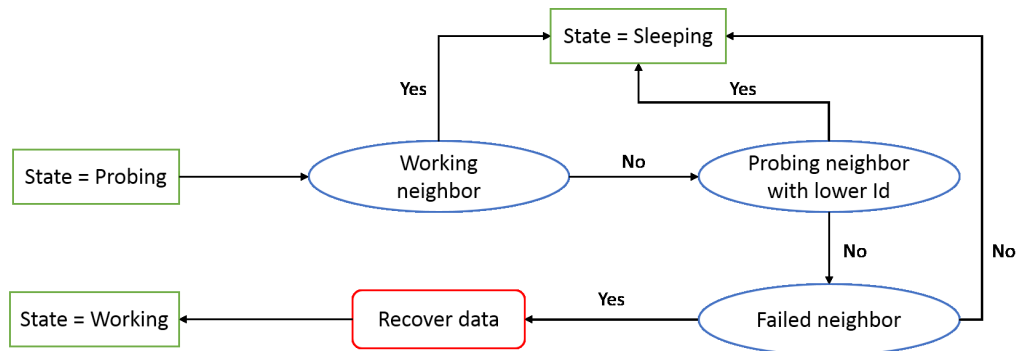 State = Sleeping
Yes
Yes
State = Probing
Working
neighbor
No
Probing neighbor
with lower Id
No
No
State = Working
Recover data
Yes
Failed neighbor